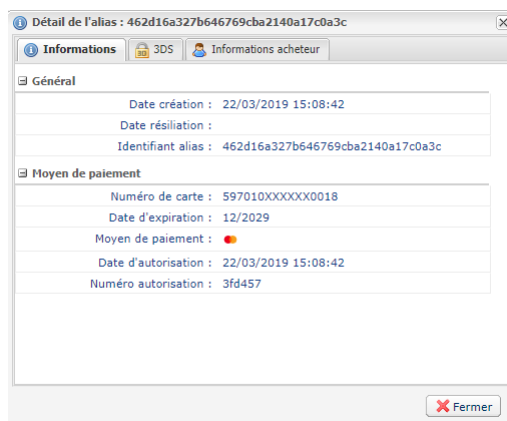 Détail de l'alias : 462d16a327b646769cba2140a17c0a3c
Informations 3DS Informations acheteur
Général
Date création : 22/03/2019 15:08:42
Date résiliation :
Identifiant alias : 462d16a327b646769cba2140a17c0a3c
Moyen de paiement
Numéro de carte : 597010XXXXXX0018
Date d'expiration : 12/2029
Moyen de paiement :
Date d'autorisation : 22/03/2019 15:08:42
Numéro autorisation : 3fd457
Fermer